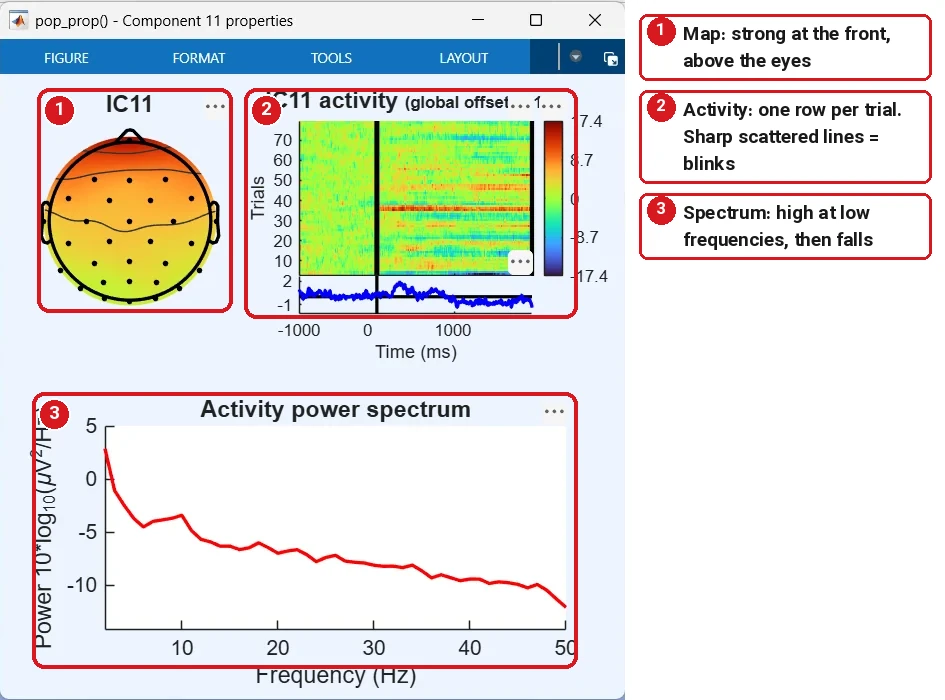 pop_prop() - Component 11 properties
FIGURE FORMAT TOOLS LAYOUT
1
IC11
2
IC11 activity (global offset
1
Trials
70
60
50
40
30
20
10
17.4
8.7
0
-8.7
-17.4
2
-1
-1000 0 1000
Time (ms)
3
Activity power spectrum
Power 10*log10(μV2/Hz)
5
0
-5
-10
10 20 30 40 50
Frequency (Hz)
1 Map: strong at the front,
above the eyes
2 Activity: one row per trial.
Sharp scattered lines =
blinks
3 Spectrum: high at low
frequencies, then falls